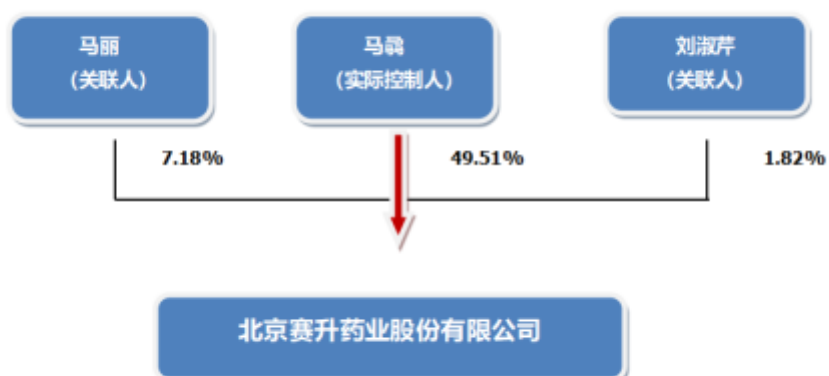 马丽
（关联人）
马骉
（实际控制人）
刘淑芹
（关联人）
7.18%
49.51%
1.82%
北京赛升药业股份有限公司